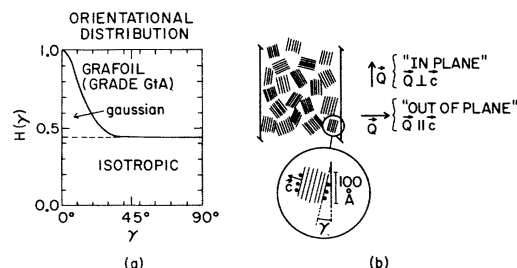 ORIENTATIONAL
DISTRIBUTION
1.0
GRAFOIL
(GRADE GtA)
gaussian
H(γ)
0.5
ISOTROPIC
0.0
0° 45° 90°
γ
(a)
"IN PLANE"
Q⃗ Q⃗⊥c⃗
"OUT OF PLANE"
Q⃗ Q⃗ ∥ c⃗
c⃗
100
Å
γ
(b)